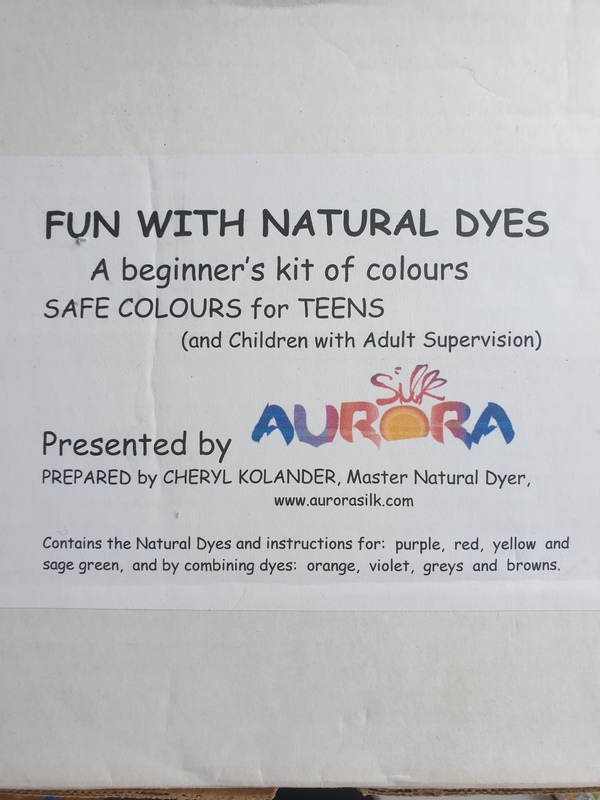 FUN WITH NATURAL DYES
A beginner's kit of colours
SAFE COLOURS for TEENS
(and Children with Adult Supervision)
Silk
Presented by AURORA
PREPARED by CHERYL KOLANDER, Master Natural Dyer,
www.aurorasilk.com
Contains the Natural Dyes and instructions for: purple, red, yellow and
sage green, and by combining dyes: orange, violet, greys and browns.